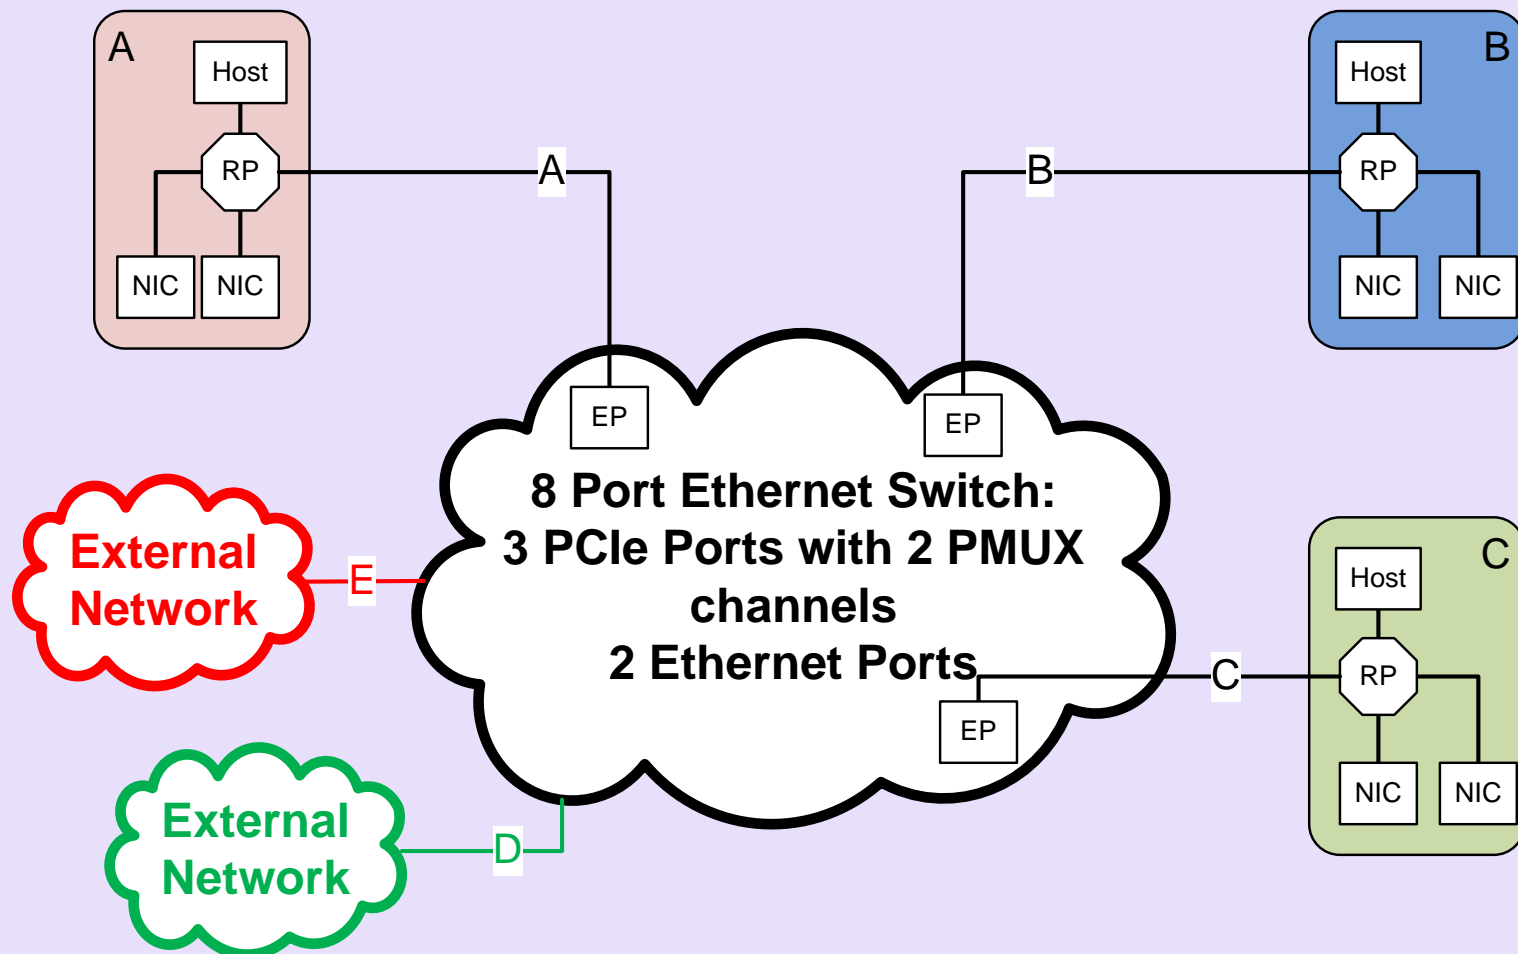 A
Host
RP
NIC
NIC
B
Host
RP
NIC
NIC
A
B
EP
EP
8 Port Ethernet Switch:
3 PCIe Ports with 2 PMUX
channels
2 Ethernet Ports
EP
C
C
Host
RP
NIC
NIC
External
Network
E
External
Network
D